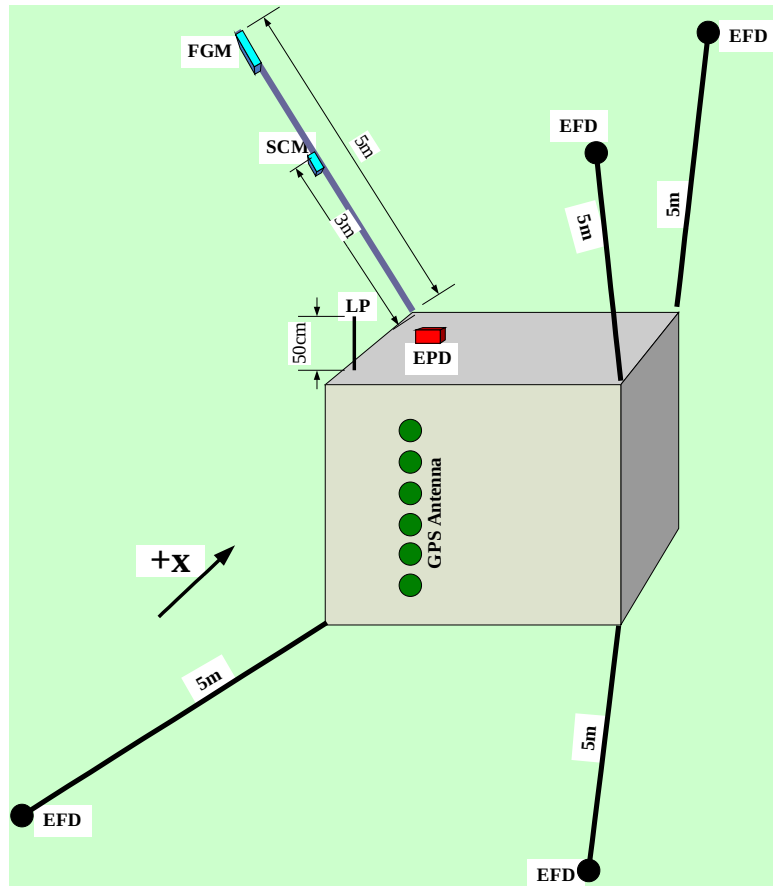 EFD
FGM
EFD
SCM
5m
5m
5m
3m
LP
50cm
EPD
GPS Antenna
+x
5m
5m
EFD
EFD